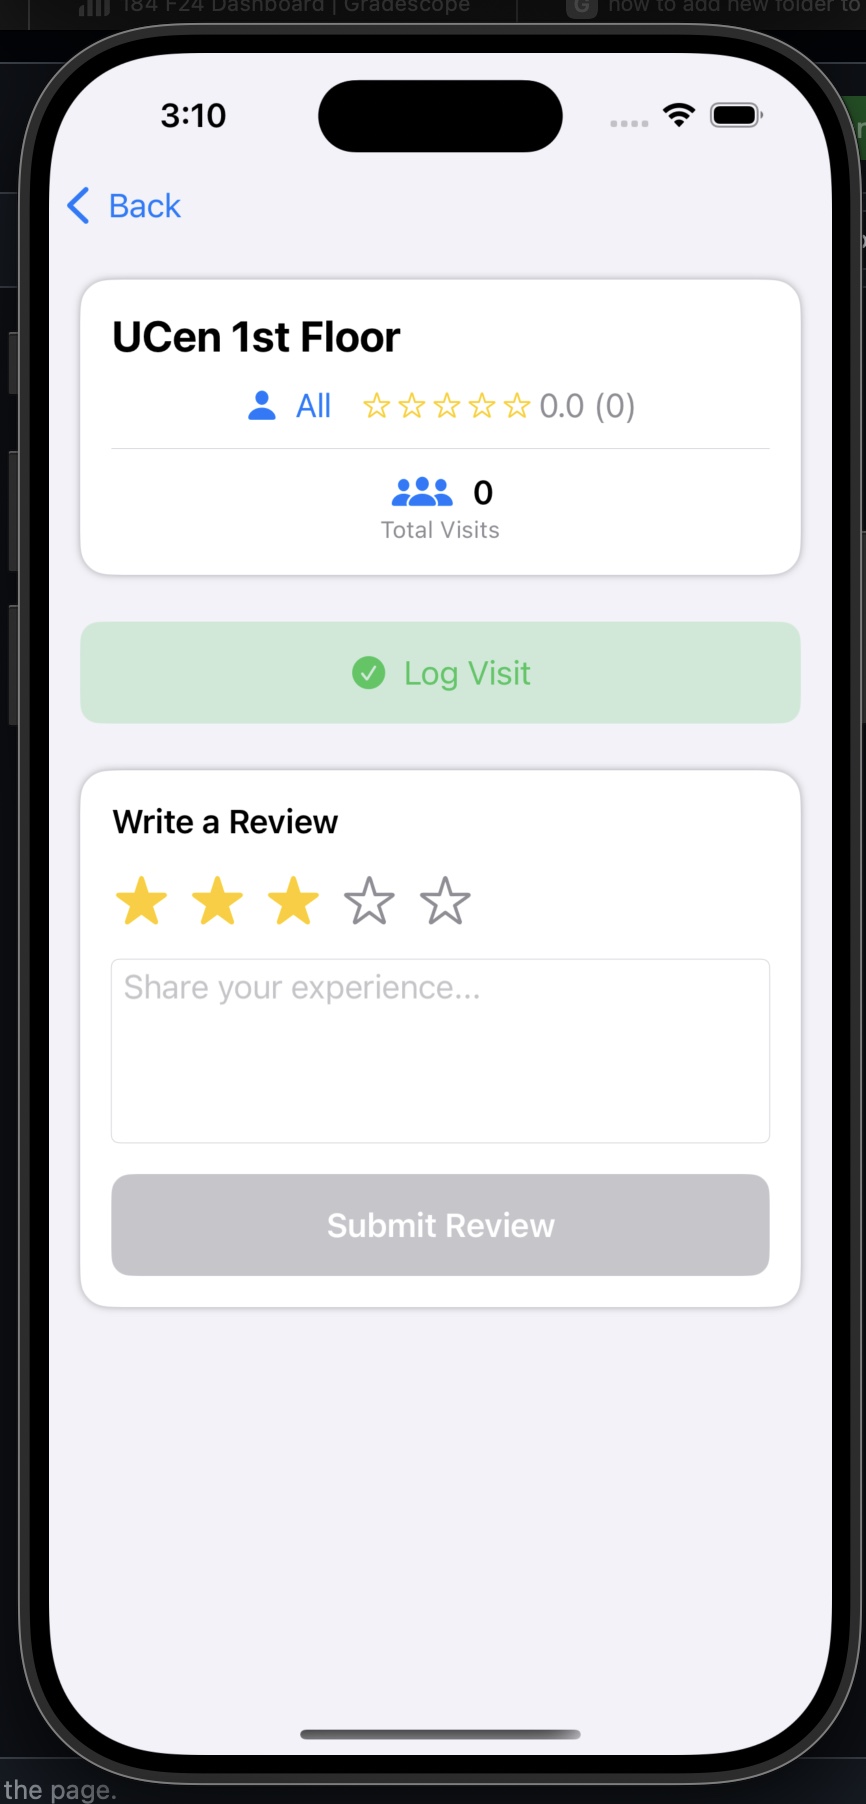 184 F24 Dashboard | Gradescope
G how to add new folder to
3:10
Back
UCen 1st Floor
All 0.0 (0)
0
Total Visits
Log Visit
Write a Review
Share your experience...
Submit Review
the page.